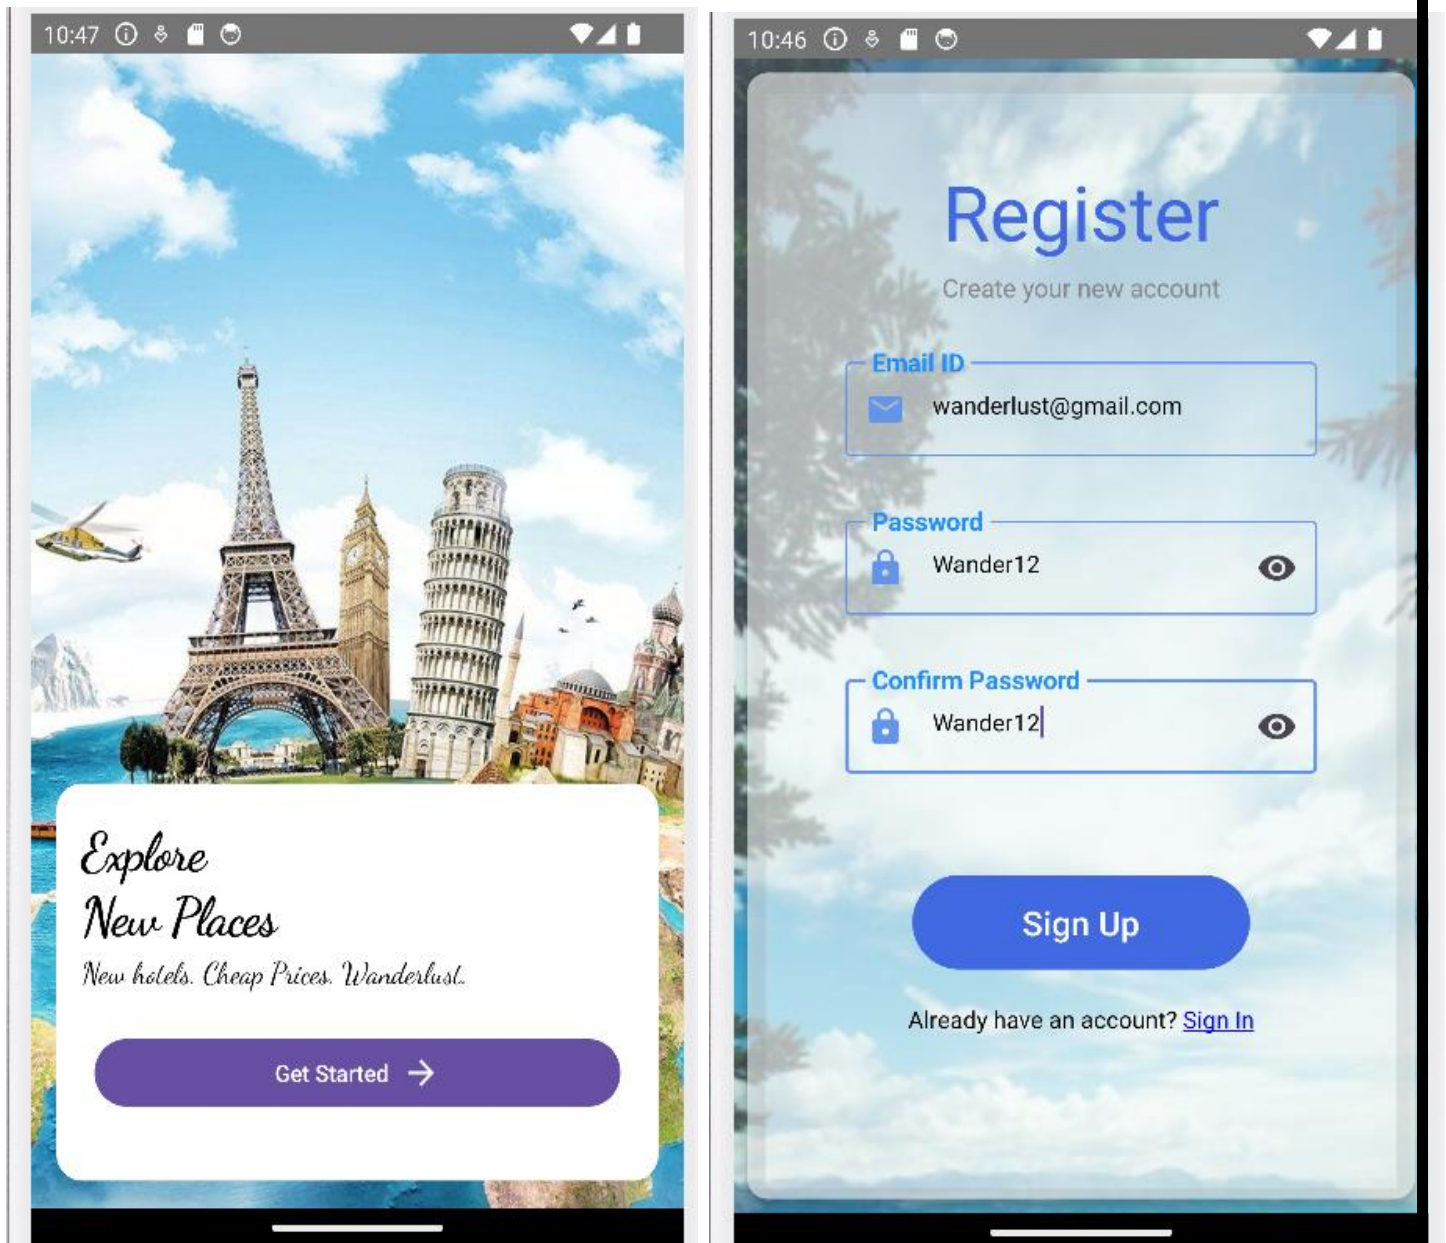 10:47
Explore
New Places
New hotels. Cheap Prices. Wanderlust.
Get Started
10:46
Register
Create your new account
Email ID
wanderlust@gmail.com
Password
Wander12
Confirm Password
Wander12
Sign Up
Already have an account? Sign In